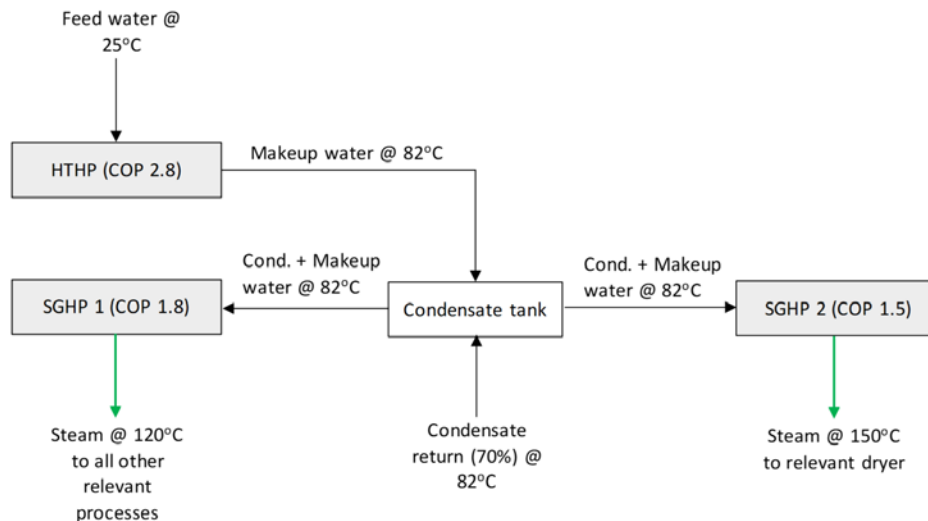 Feed water @
25°C
HTHP (COP 2.8)
Makeup water @ 82°C
Cond. + Makeup
water @ 82°C
Cond. + Makeup
water @ 82°C
SGHP 1 (COP 1.8)
Condensate tank
SGHP 2 (COP 1.5)
Steam @ 120°C
to all other
relevant
processes
Condensate
return (70%) @
82°C
Steam @ 150°C
to relevant dryer